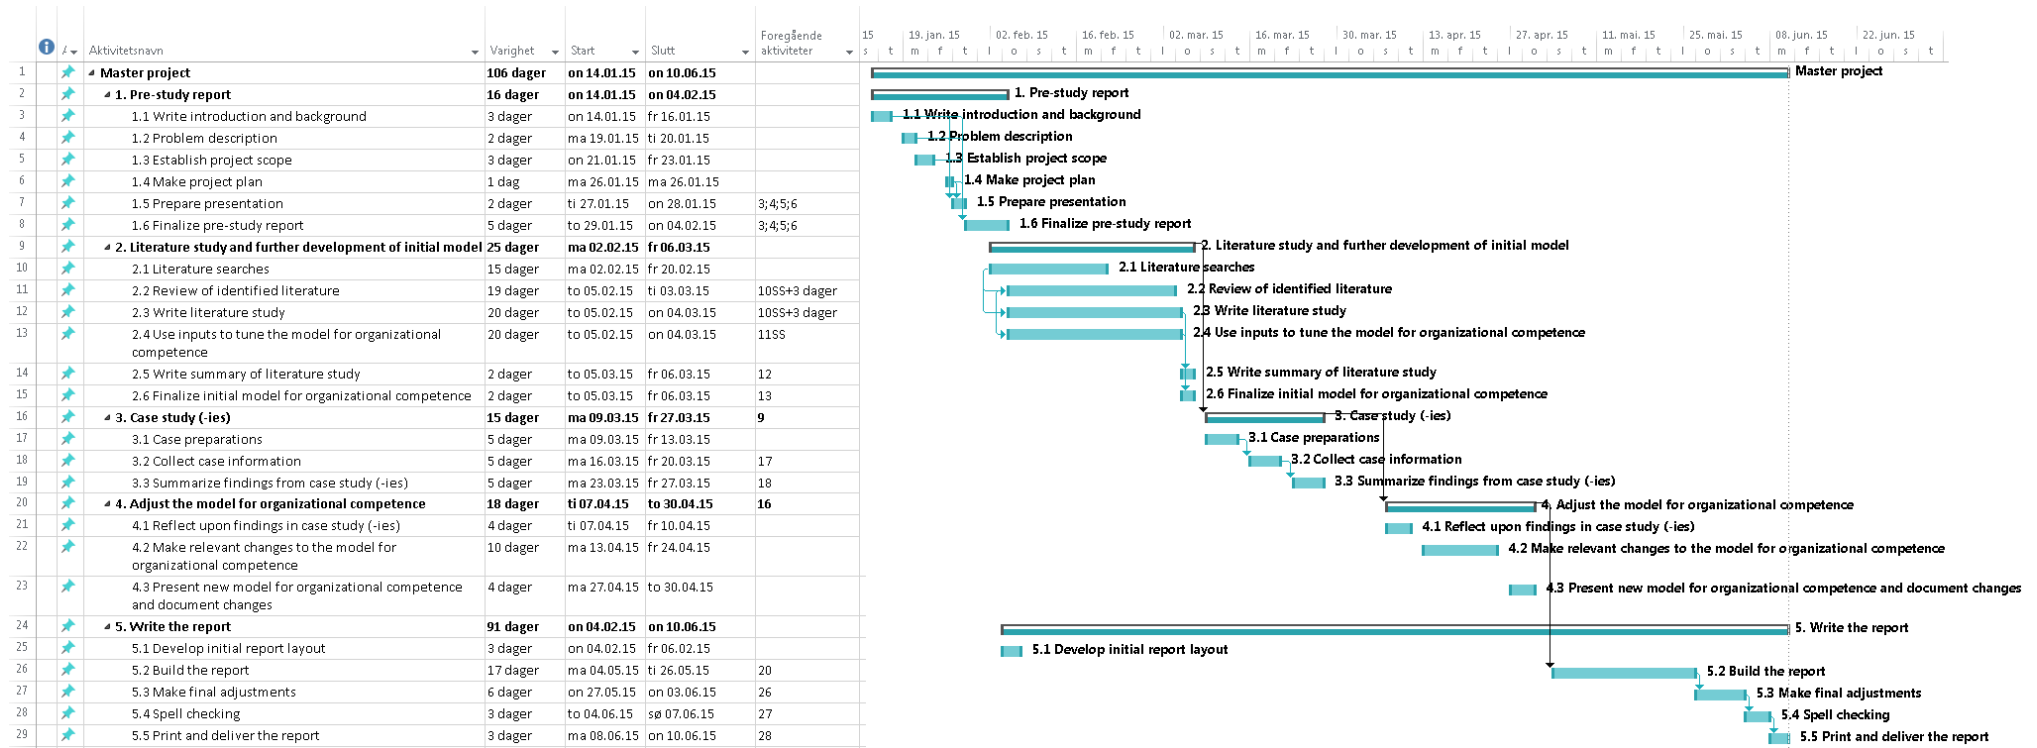 Aktivitetsnavn Varighet Start Slutt Foregående aktiviteter
15 19. jan. 15 02. feb. 15 16. feb. 15 02. mar. 15 16. mar. 15 30. mar. 15 13. apr. 15 27. apr. 15 11. mai. 15 25. mai. 15 08. jun. 15 22. jun. 15
s t m f t l o s t m f t l o s t m f t l o s t m f t l o s t m f t l o s t
1 Master project 106 dager on 14.01.15 on 10.06.15 Master project
2 1. Pre-study report 16 dager on 14.01.15 on 04.02.15 1. Pre-study report
3 1.1 Write introduction and background 3 dager on 14.01.15 fr 16.01.15 1.1 Write introduction and background
4 1.2 Problem description 2 dager ma 19.01.15 ti 20.01.15 1.2 Problem description
5 1.3 Establish project scope 3 dager on 21.01.15 fr 23.01.15 1.3 Establish project scope
6 1.4 Make project plan 1 dag ma 26.01.15 ma 26.01.15 1.4 Make project plan
7 1.5 Prepare presentation 2 dager ti 27.01.15 on 28.01.15 3;4;5;6 1.5 Prepare presentation
8 1.6 Finalize pre-study report 5 dager to 29.01.15 on 04.02.15 3;4;5;6 1.6 Finalize pre-study report
9 2. Literature study and further development of initial model 25 dager ma 02.02.15 fr 06.03.15 2. Literature study and further development of initial model
10 2.1 Literature searches 15 dager ma 02.02.15 fr 20.02.15 2.1 Literature searches
11 2.2 Review of identified literature 19 dager to 05.02.15 ti 03.03.15 10SS+3 dager 2.2 Review of identified literature
12 2.3 Write literature study 20 dager to 05.02.15 on 04.03.15 10SS+3 dager 2.3 Write literature study
13 2.4 Use inputs to tune the model for organizational 20 dager to 05.02.15 on 04.03.15 11SS 2.4 Use inputs to tune the model for organizational competence
competence
14 2.5 Write summary of literature study 2 dager to 05.03.15 fr 06.03.15 12 2.5 Write summary of literature study
15 2.6 Finalize initial model for organizational competence 2 dager to 05.03.15 fr 06.03.15 13 2.6 Finalize initial model for organizational competence
16 3. Case study (-ies) 15 dager ma 09.03.15 fr 27.03.15 9 3. Case study (-ies)
17 3.1 Case preparations 5 dager ma 09.03.15 fr 13.03.15 3.1 Case preparations
18 3.2 Collect case information 5 dager ma 16.03.15 fr 20.03.15 17 3.2 Collect case information
19 3.3 Summarize findings from case study (-ies) 5 dager ma 23.03.15 fr 27.03.15 18 3.3 Summarize findings from case study (-ies)
20 4. Adjust the model for organizational competence 18 dager ti 07.04.15 to 30.04.15 16 4. Adjust the model for organizational competence
21 4.1 Reflect upon findings in case study (-ies) 4 dager ti 07.04.15 fr 10.04.15 4.1 Reflect upon findings in case study (-ies)
22 4.2 Make relevant changes to the model for 10 dager ma 13.04.15 fr 24.04.15 4.2 Make relevant changes to the model for organizational competence
organizational competence
23 4.3 Present new model for organizational competence 4 dager ma 27.04.15 to 30.04.15 4.3 Present new model for organizational competence and document changes
and document changes
24 5. Write the report 91 dager on 04.02.15 on 10.06.15 5. Write the report
25 5.1 Develop initial report layout 3 dager on 04.02.15 fr 06.02.15 5.1 Develop initial report layout
26 5.2 Build the report 17 dager ma 04.05.15 ti 26.05.15 20 5.2 Build the report
27 5.3 Make final adjustments 6 dager on 27.05.15 on 03.06.15 26 5.3 Make final adjustments
28 5.4 Spell checking 3 dager to 04.06.15 sø 07.06.15 27 5.4 Spell checking
29 5.5 Print and deliver the report 3 dager ma 08.06.15 on 10.06.15 28 5.5 Print and deliver the report